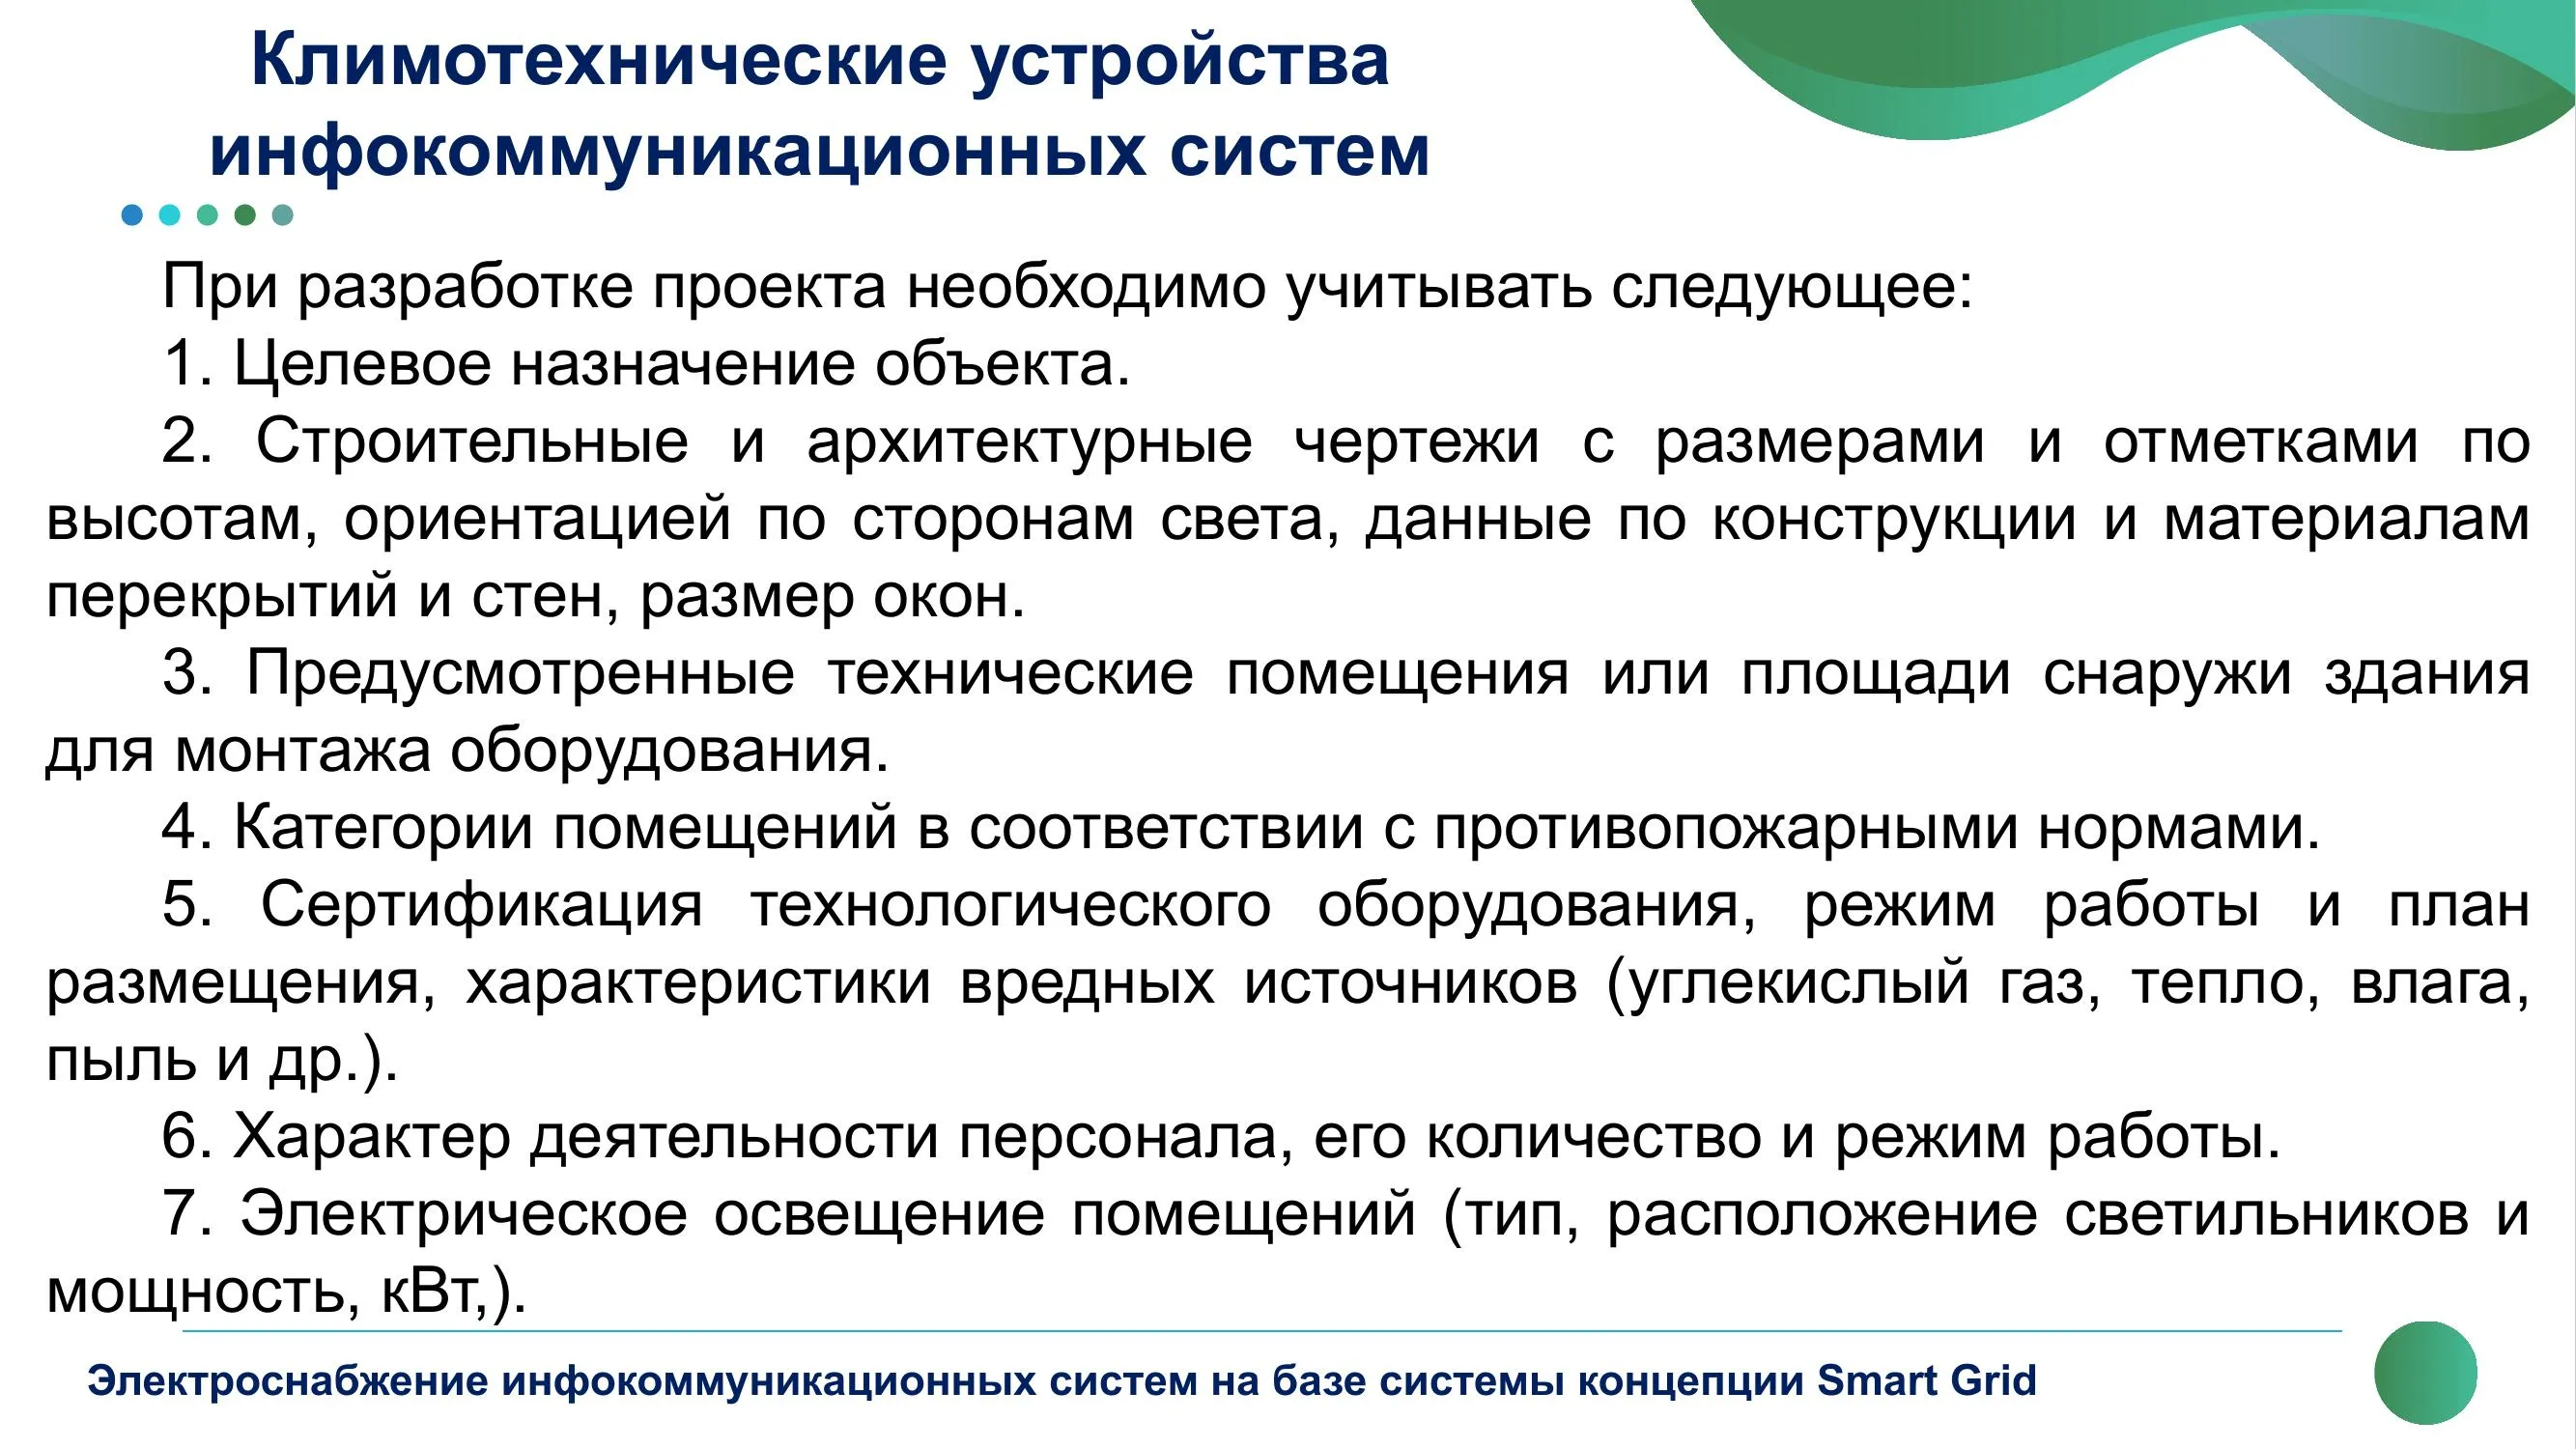 Климотехнические устройства
инфокоммуникационных систем
При разработке проекта необходимо учитывать следующее:
1. Целевое назначение объекта.
2. Строительные и архитектурные чертежи с размерами и отметками по
высотам, ориентацией по сторонам света, данные по конструкции и материалам
перекрытий и стен, размер окон.
3. Предусмотренные технические помещения или площади снаружи здания
для монтажа оборудования.
4. Категории помещений в соответствии с противопожарными нормами.
5. Сертификация технологического оборудования, режим работы и план
размещения, характеристики вредных источников (углекислый газ, тепло, влага,
пыль и др.).
6. Характер деятельности персонала, его количество и режим работы.
7. Электрическое освещение помещений (тип, расположение светильников и
мощность, кВт,).
Электроснабжение инфокоммуникационных систем на базе системы концепции Smart Grid